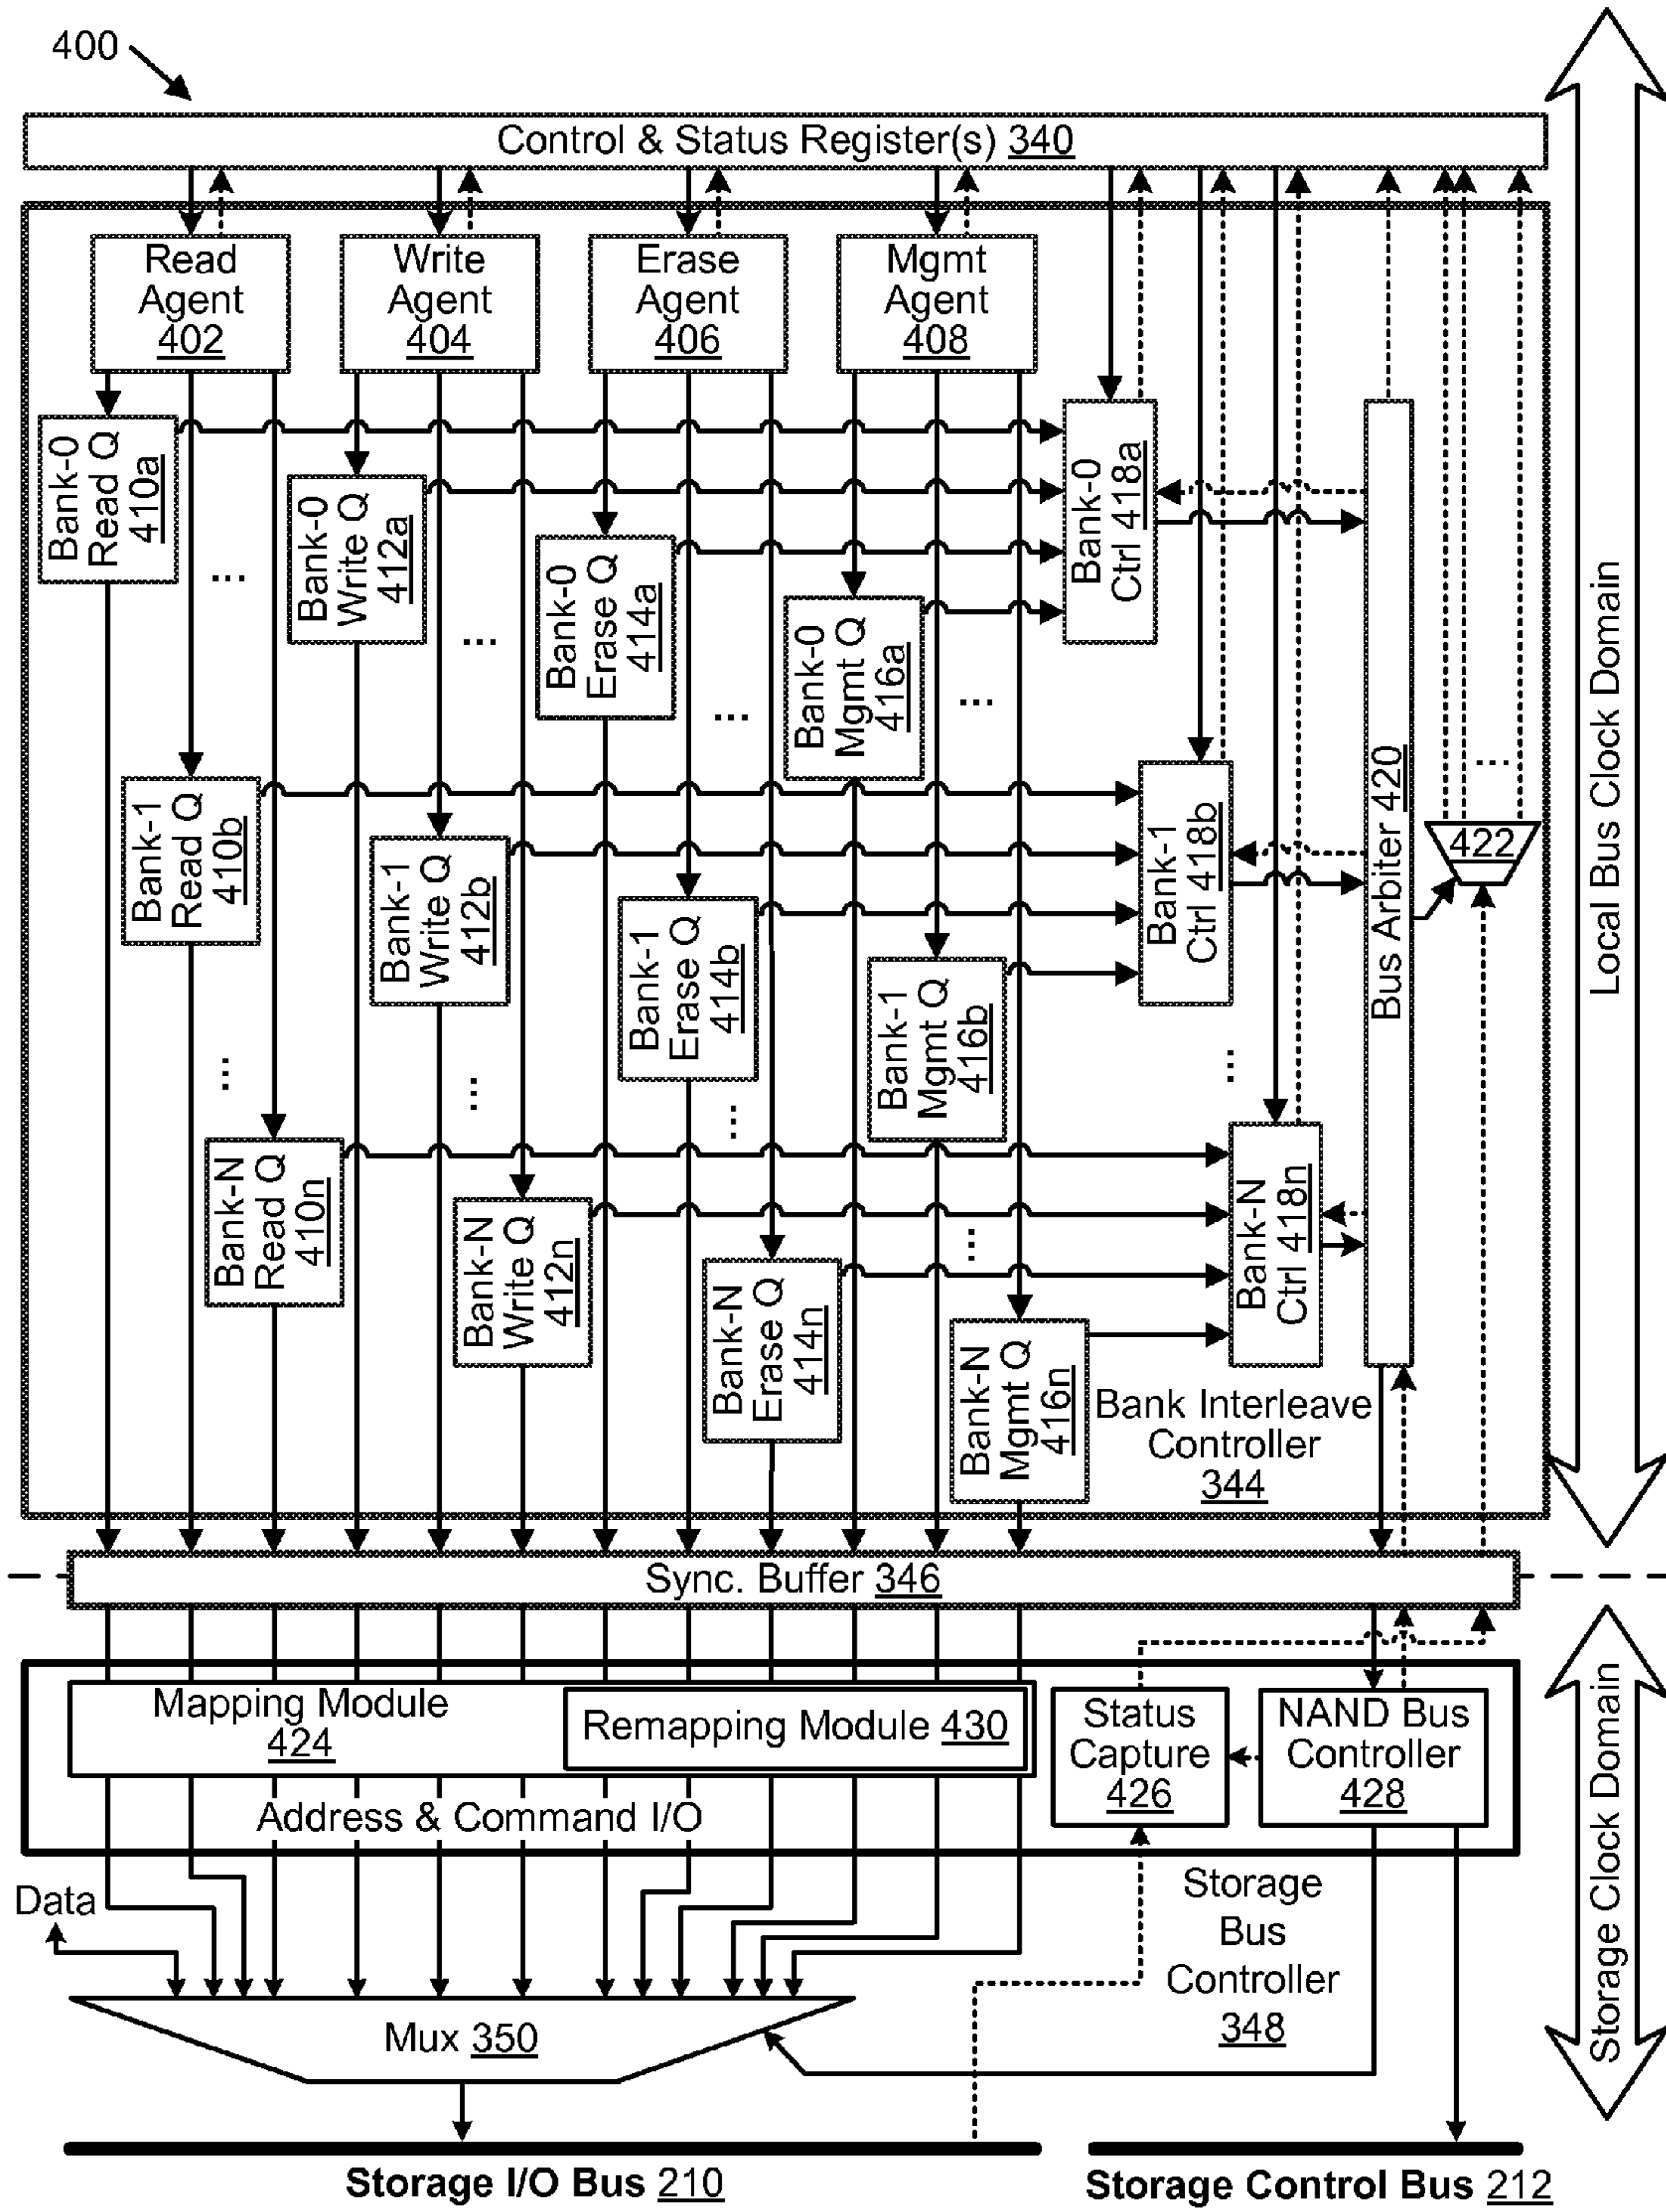 400
Control & Status Register(s) 340
Read
Agent
402
Write
Agent
404
Erase
Agent
406
Mgmt
Agent
408
Bank-0
Read Q
410a
...
Bank-0
Write Q
412a
...
Bank-0
Erase Q
414a
...
Bank-0
Mgmt Q
416a
...
Bank-0
Ctrl 418a
Bank-1
Read Q
410b
...
Bank-1
Write Q
412b
...
Bank-1
Erase Q
414b
...
Bank-1
Mgmt Q
416b
...
Bank-1
Ctrl 418b
...
Bank-N
Read Q
410n
Bank-N
Write Q
412n
Bank-N
Erase Q
414n
Bank-N
Mgmt Q
416n
Bank-N
Ctrl 418n
Bus Arbiter 420
...
422
Bank Interleave
Controller
344
Local Bus Clock Domain
Sync. Buffer 346
Mapping Module
424
Remapping Module 430
Address & Command I/O
Status
Capture
426
NAND Bus
Controller
428
Storage
Bus
Controller
348
Data
Mux 350
Storage Clock Domain
Storage I/O Bus 210
Storage Control Bus 212